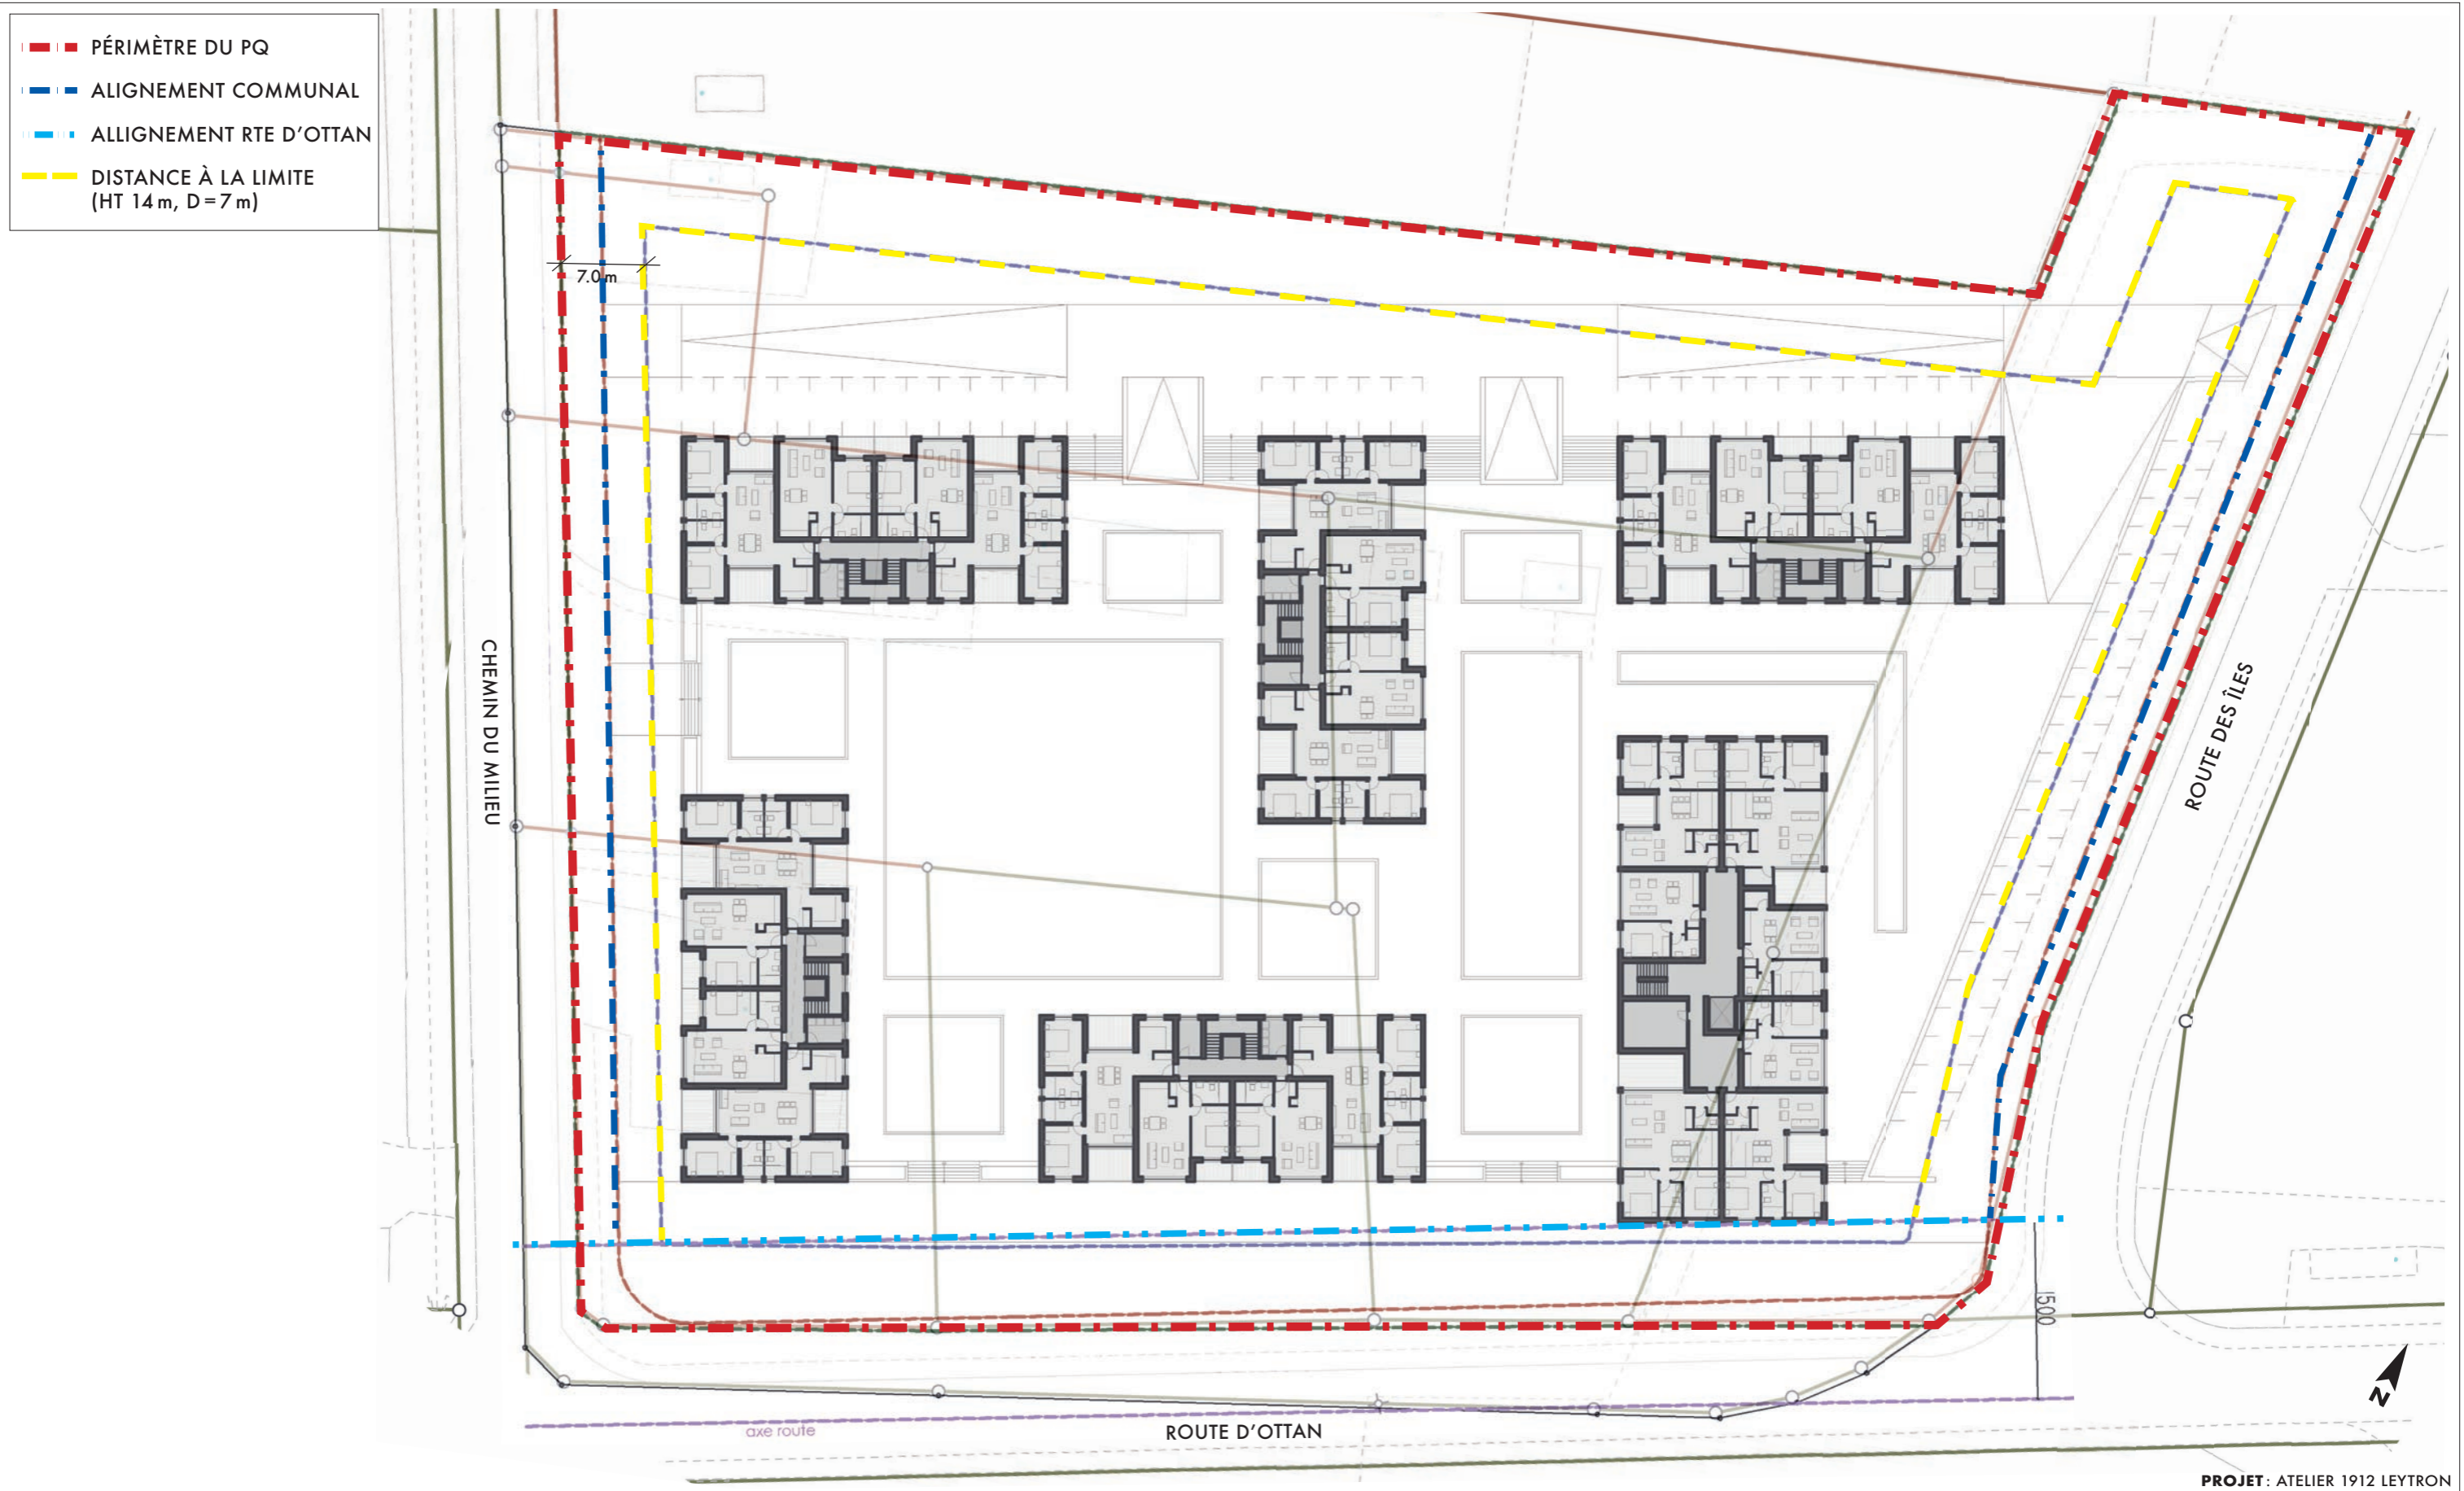 PÉRIMÈTRE DU PQ
ALIGNEMENT COMMUNAL
ALLIGNEMENT RTE D'OTTAN
DISTANCE À LA LIMITE
(HT 14 m, D = 7 m)
7.0 m
CHEMIN DU MILIEU
ROUTE DES ÎLES
1500
axe route
ROUTE D'OTTAN
N
PROJET : ATELIER 1912 LEYTRON